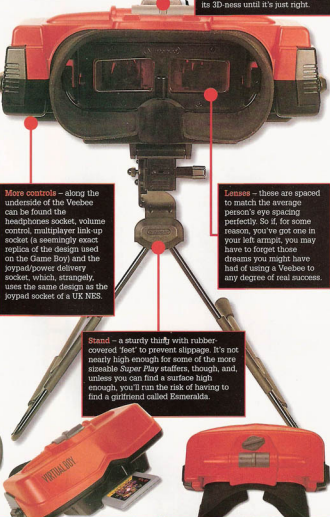 its 3D-ness until it's just right.
More controls – along the
underside of the Veebee
can be found the
headphones socket, volume
control, multiplayer link-up
socket (a seemingly exact
replica of the design used
on the Game Boy) and the
joypad/power delivery
socket, which, strangely,
uses the same design as the
joypad socket of a UK NES.
Lenses – these are spaced
to match the average
person's eye spacing
perfectly. So if, for some
reason, you've got one in
your left armpit, you may
have to forget those
dreams you might have
had of using a Veebee to
any degree of real success.
Stand – a sturdy thing with rubber-
covered 'feet' to prevent slippage. It's not
nearly high enough for some of the more
sizeable Super Play staffers, though, and,
unless you can find a surface high
enough, you'll run the risk of having to
find a girlfriend called Esmeralda.
VIRTUAL BOY